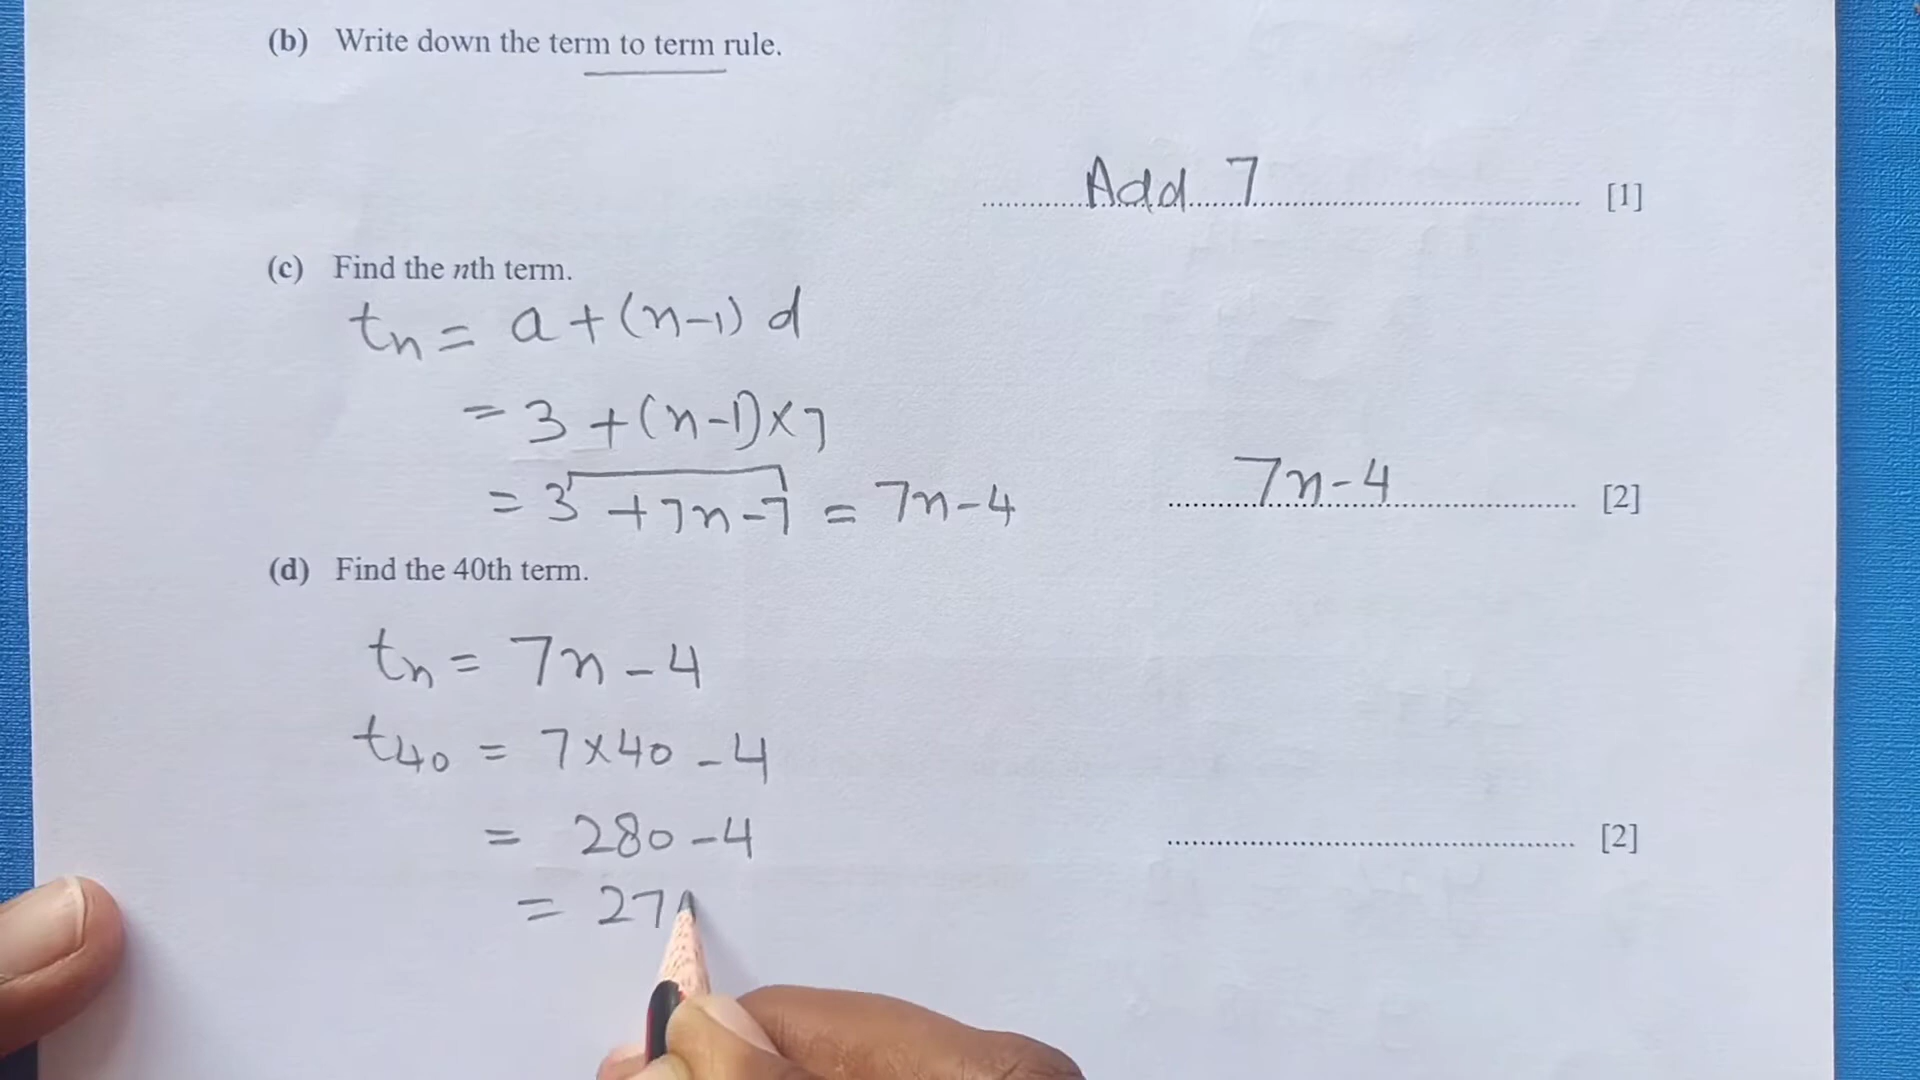 (b) Write down the term to term rule.
Add 7 [1]
(c) Find the nth term.
tn = a + (n-1) d
= 3 + (n-1) × 7
= 3 + 7n - 7 = 7n - 4
7n - 4 [2]
(d) Find the 40th term.
tn = 7n - 4
t40 = 7 × 40 - 4
= 280 - 4
[2]
= 27